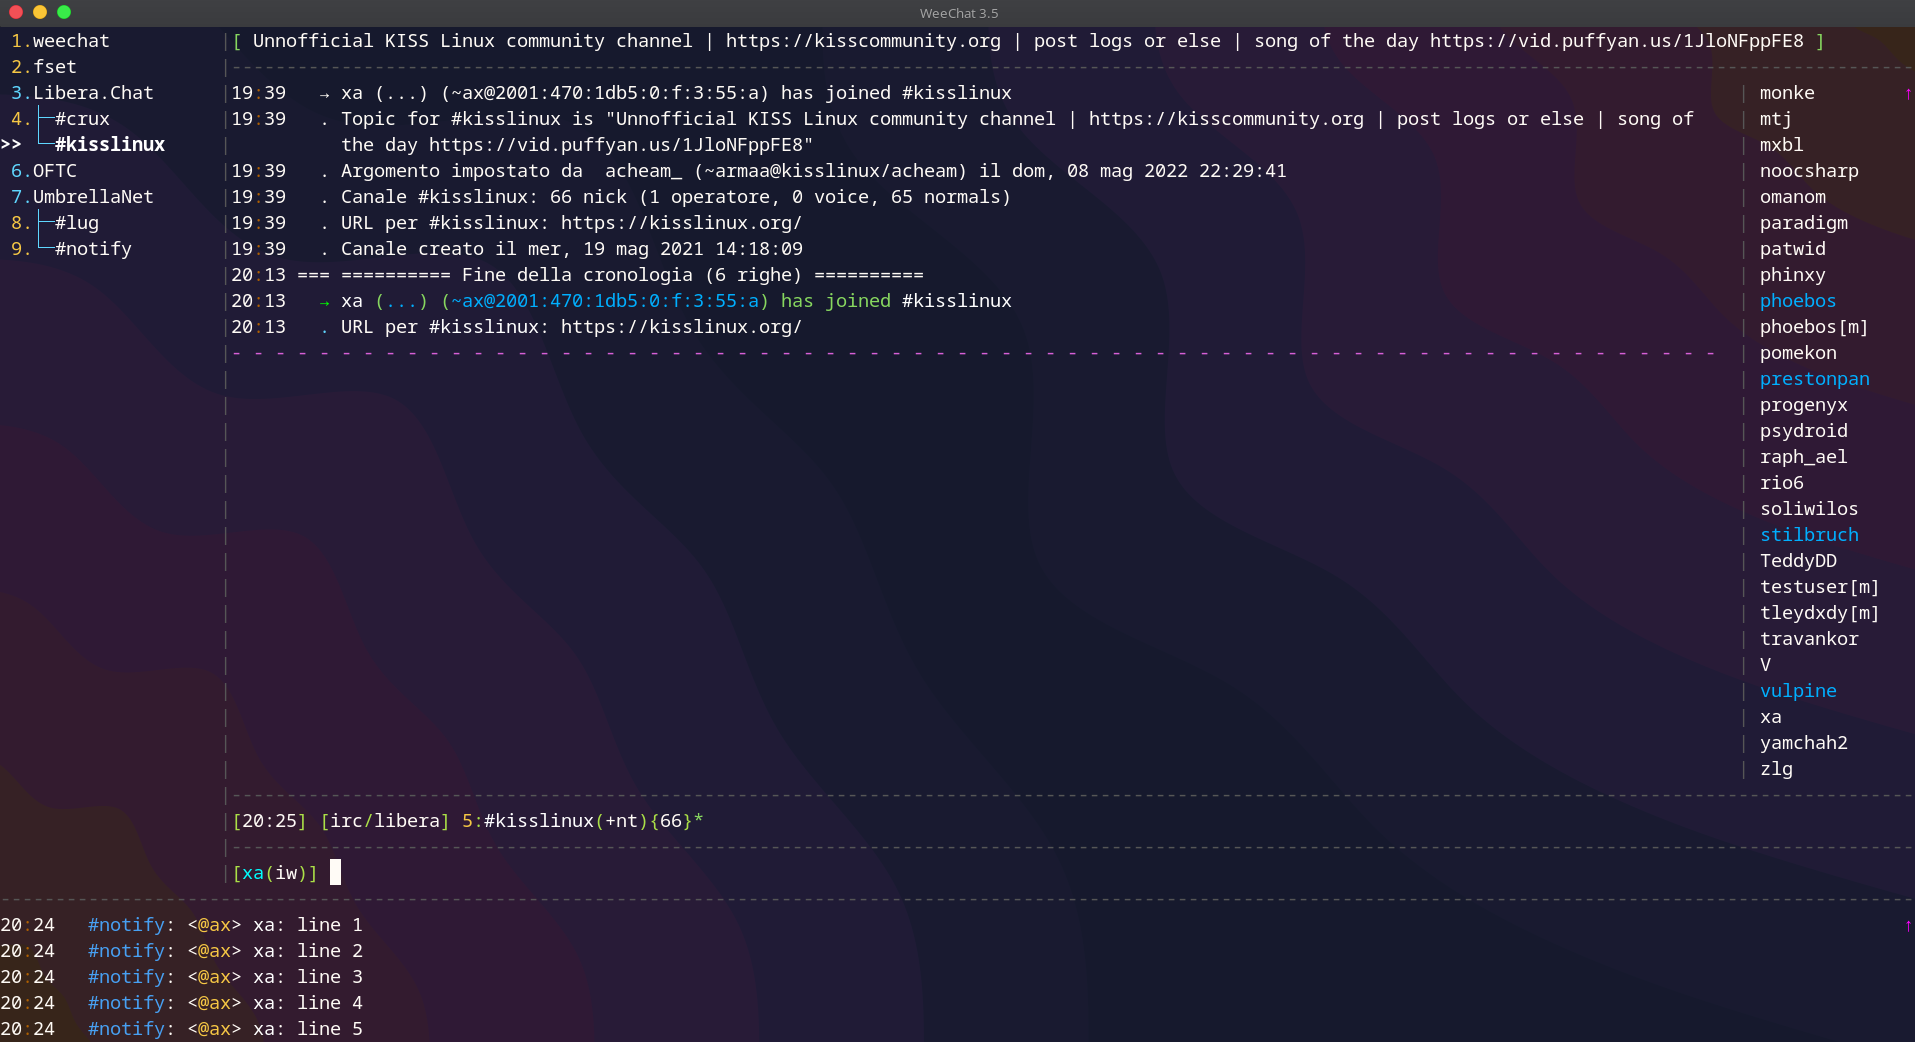 WeeChat 3.5
1.weechat
2.fset
3.Libera.Chat
4. #crux
>> #kisslinux
6.OFTC
7.UmbrellaNet
8. #lug
9. #notify
[ Unnofficial KISS Linux community channel | https://kisscommunity.org | post logs or else | song of the day https://vid.puffyan.us/1JloNFppFE8 ]
19:39 → xa (...) (~ax@2001:470:1db5:0:f:3:55:a) has joined #kisslinux
19:39 . Topic for #kisslinux is "Unnofficial KISS Linux community channel | https://kisscommunity.org | post logs or else | song of
the day https://vid.puffyan.us/1JloNFppFE8"
19:39 . Argomento impostato da  acheam_ (~armaa@kisslinux/acheam) il dom, 08 mag 2022 22:29:41
19:39 . Canale #kisslinux: 66 nick (1 operatore, 0 voice, 65 normals)
19:39 . URL per #kisslinux: https://kisslinux.org/
19:39 . Canale creato il mer, 19 mag 2021 14:18:09
20:13 === ========== Fine della cronologia (6 righe) ==========
20:13 → xa (...) (~ax@2001:470:1db5:0:f:3:55:a) has joined #kisslinux
20:13 . URL per #kisslinux: https://kisslinux.org/
monke ↑
mtj
mxbl
noocsharp
omanom
paradigm
patwid
phinxy
phoebos
phoebos[m]
pomekon
prestonpan
progenyx
psydroid
raph_ael
rio6
soliwilos
stilbruch
TeddyDD
testuser[m]
tleydxdy[m]
travankor
V
vulpine
xa
yamchah2
zlg
[20:25] [irc/libera] 5:#kisslinux(+nt){66}*
[xa(iw)]
20:24 #notify: <@ax> xa: line 1 ↑
20:24 #notify: <@ax> xa: line 2
20:24 #notify: <@ax> xa: line 3
20:24 #notify: <@ax> xa: line 4
20:24 #notify: <@ax> xa: line 5